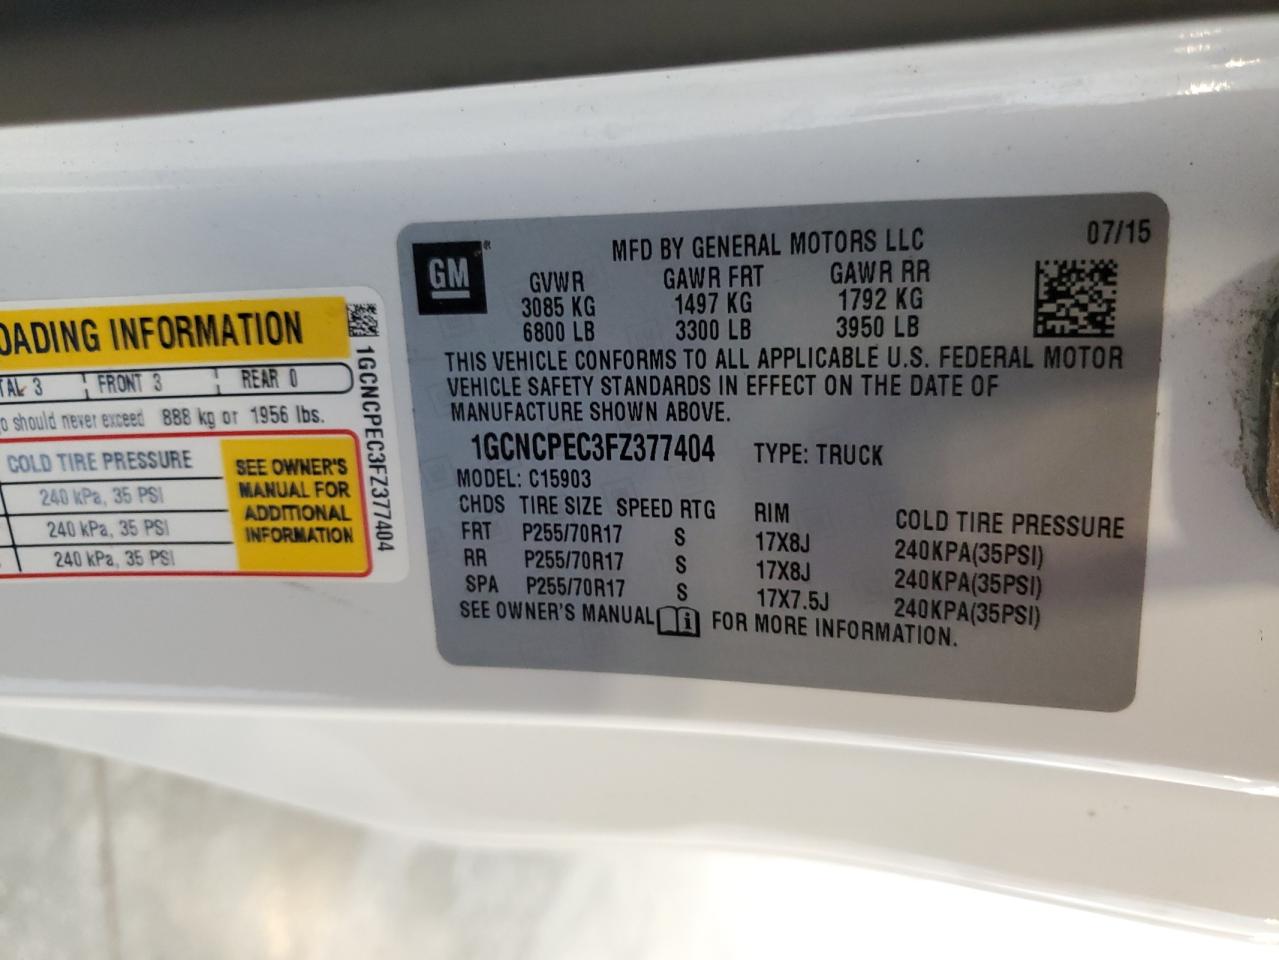 MFD BY GENERAL MOTORS LLC 07/15
GM
GVWR GAWR FRT GAWR RR
3085 KG 1497 KG 1792 KG
6800 LB 3300 LB 3950 LB
THIS VEHICLE CONFORMS TO ALL APPLICABLE U.S. FEDERAL MOTOR
VEHICLE SAFETY STANDARDS IN EFFECT ON THE DATE OF
MANUFACTURE SHOWN ABOVE.
1GCNCPEC3FZ377404 TYPE: TRUCK
MODEL: C15903
CHDS TIRE SIZE SPEED RTG RIM COLD TIRE PRESSURE
FRT P255/70R17 S 17X8J 240KPA(35PSI)
RR P255/70R17 S 17X8J 240KPA(35PSI)
SPA P255/70R17 S 17X7.5J 240KPA(35PSI)
SEE OWNER'S MANUAL i FOR MORE INFORMATION.
OADING INFORMATION
TAL 3 FRONT 3 REAR 0
o should never exceed 888 kg or 1956 lbs.
COLD TIRE PRESSURE
240 kPa, 35 PSI
240 kPa, 35 PSI
240 kPa, 35 PSI
SEE OWNER'S
MANUAL FOR
ADDITIONAL
INFORMATION
1GCNCPEC3FZ377404